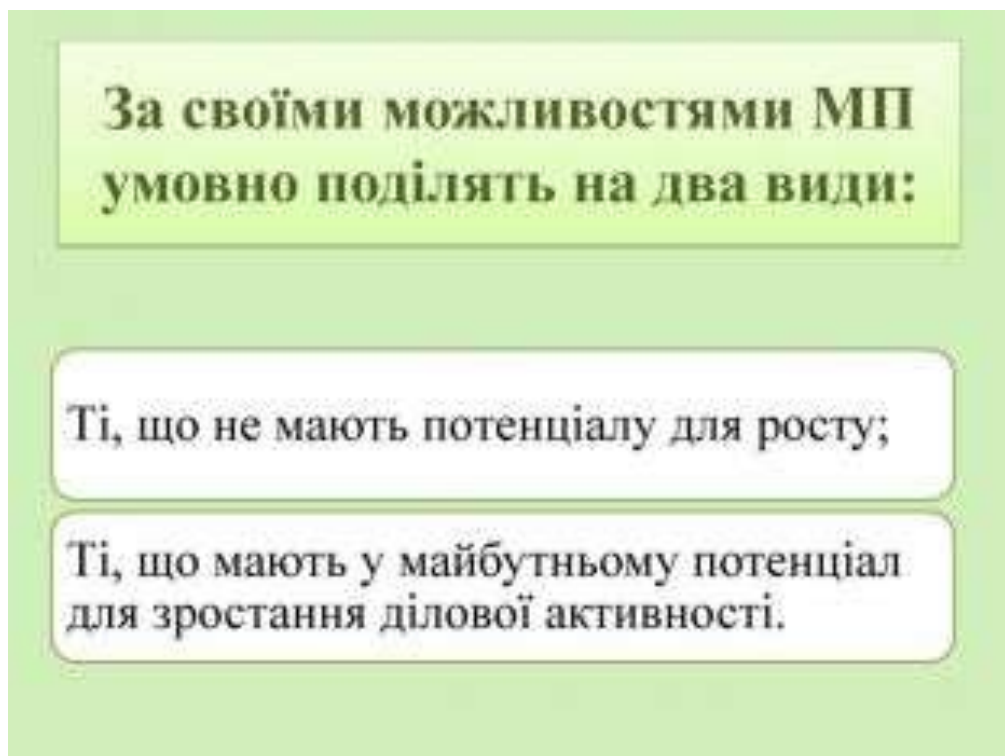 За своїми можливостями МП
умовно поділять на два види:
Ті, що не мають потенціалу для росту;
Ті, що мають у майбутньому потенціал
для зростання ділової активності.